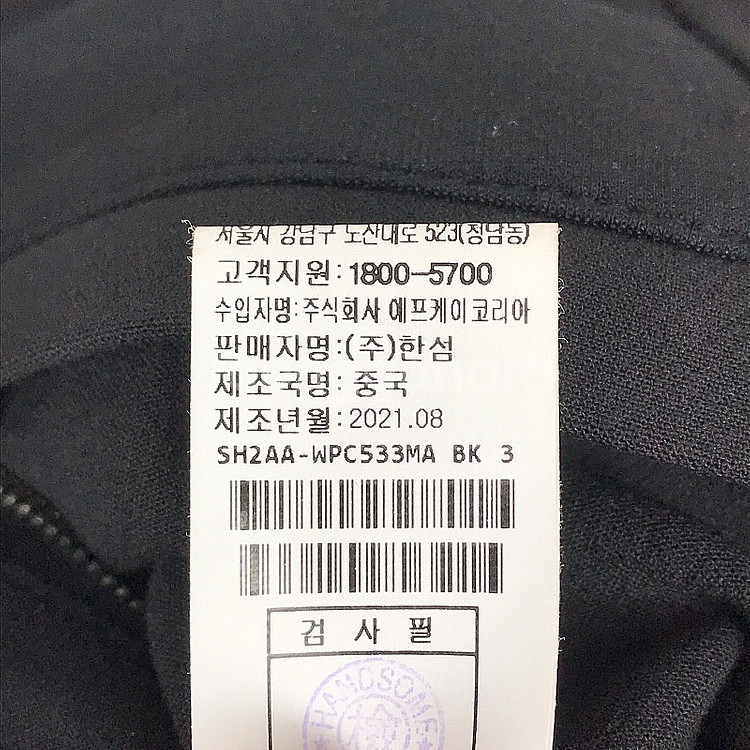 서울시 강남구 도산대로 523(청담동)
고객지원:1800-5700
수입자명:주식회사 에프케이코리아
판매자명:(주)한섬
제조국명: 중국
제조년월:2021.08
SH2AA-WPC533MA BK 3
검 사 필
HANDSOME
檢